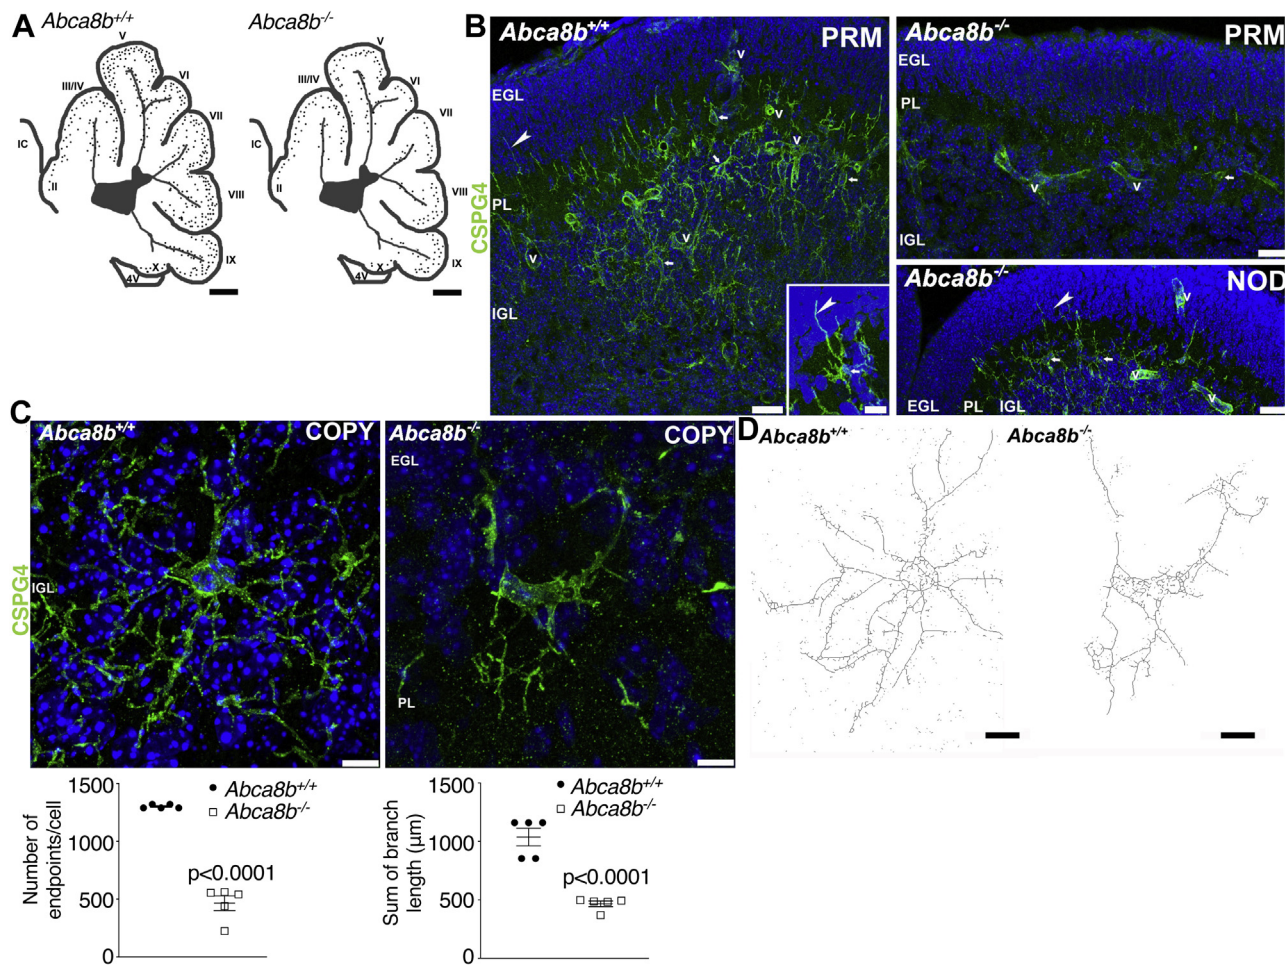 A
Abca8b+/+
Abca8b-/-
V
III/IV
VI
VII
IC
II
VIII
IX
X
4V
V
III/IV
VI
VII
IC
II
VIII
IX
X
4V
B
Abca8b+/+
PRM
EGL
PL
IGL
CSPG4
v
v
v
v
v
Abca8b-/-
PRM
EGL
PL
IGL
v
v
Abca8b-/-
NOD
EGL
PL
IGL
v
v
v
C
Abca8b+/+
COPY
IGL
CSPG4
Abca8b-/-
COPY
EGL
PL
D
Abca8b+/+
Abca8b-/-
Number of
endpoints/cell
1500
1000
500
0
Abca8b+/+
Abca8b-/-
p<0.0001
Sum of branch
length (µm)
1500
1000
500
0
Abca8b+/+
Abca8b-/-
p<0.0001